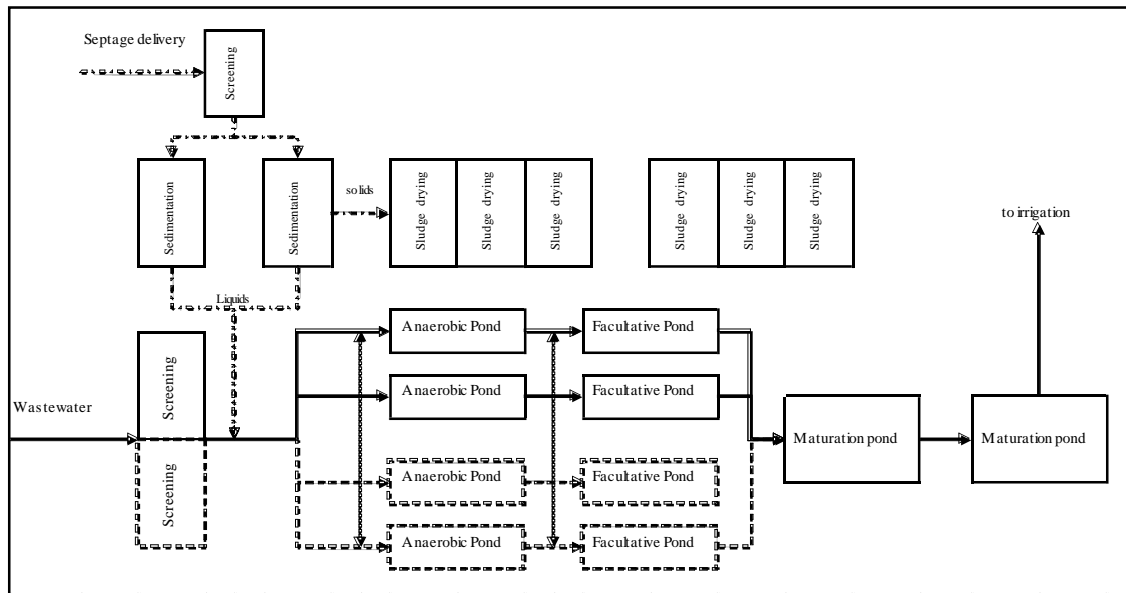 Septage delivery
Screening
Sedimentation
Sedimentation
solids
Sludge drying
Sludge drying
Sludge drying
Sludge drying
Sludge drying
Sludge drying
to irrigation
Liquids
Anaerobic Pond
Facultative Pond
Screening
Wastewater
Anaerobic Pond
Facultative Pond
Maturation pond
Maturation pond
Screening
Anaerobic Pond
Facultative Pond
Anaerobic Pond
Facultative Pond